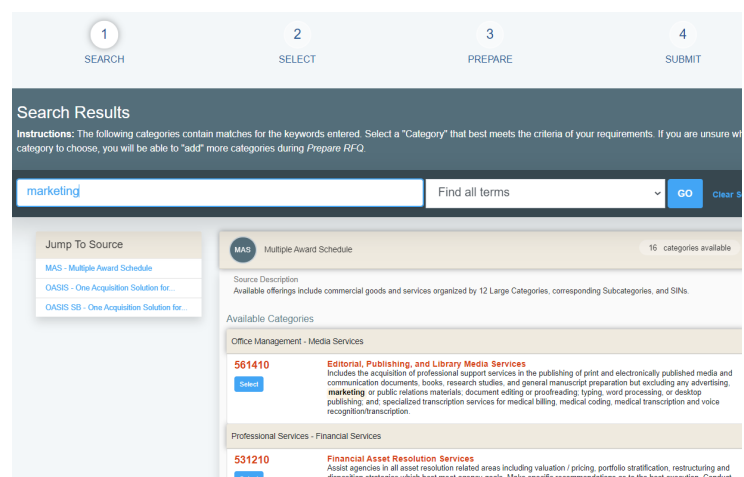 1
SEARCH
2
SELECT
3
PREPARE
4
SUBMIT
Search Results
Instructions: The following categories contain matches for the keywords entered. Select a "Category" that best meets the criteria of your requirements. If you are unsure
category to choose, you will be able to "add" more categories during Prepare RFQ.
marketing
Find all terms
GO
Clear
Jump To Source
MAS - Multiple Award Schedule
OASIS - One Acquisition Solution for...
OASIS SB - One Acquisition Solution for...
MAS
Multiple Award Schedule
16 categories available
Source Description
Available offerings include commercial goods and services organized by 12 Large Categories, corresponding Subcategories, and SINs.
Available Categories
Office Management - Media Services
561410
Select
Editorial, Publishing, and Library Media Services
Includes the acquisition of professional support services in the publishing of print and electronically published media and
communication documents, books, research studies, and general manuscript preparation but excluding any advertising,
marketing or public relations materials; document editing or proofreading; typing, word processing, or desktop
publishing; and; specialized transcription services for medical billing, medical coding, medical transcription and voice
recognition/transcription.
Professional Services - Financial Services
531210
Financial Asset Resolution Services
Assist agencies in all asset resolution related areas including valuation / pricing, portfolio stratification, restructuring and